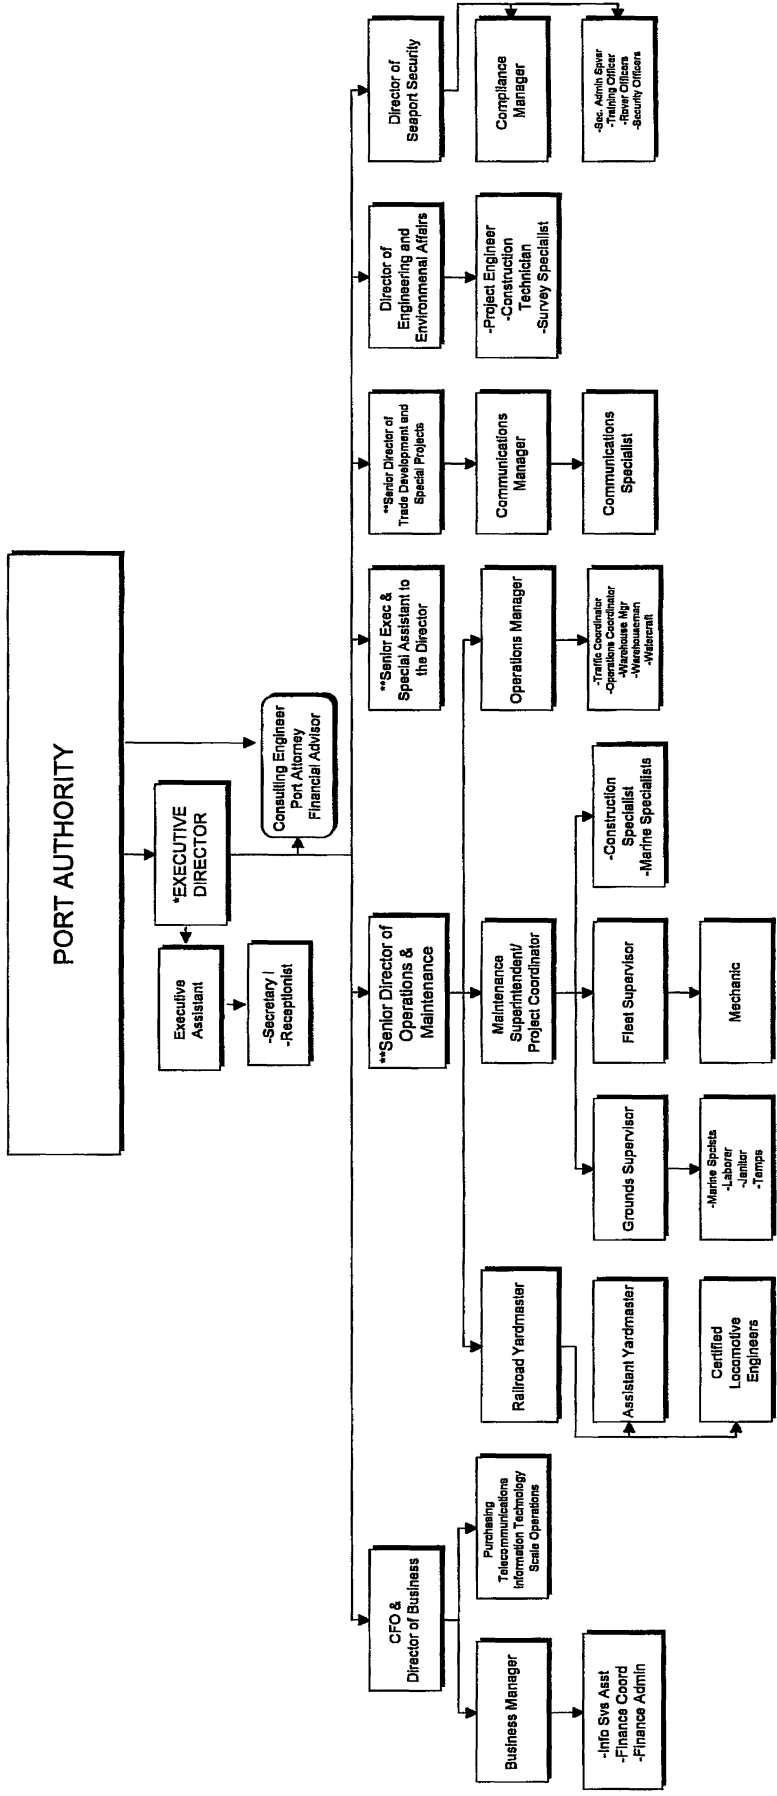 PORT AUTHORITY
*EXECUTIVE
DIRECTOR
Executive
Assistant
-Secretary I
-Receptionist
Consulting Engineer
Port Attorney
Financial Advisor
CFO &
Director of Business
Business Manager
-Info Svs Asst
-Finance Coord
-Finance Admin
Purchasing
Telecommunications
Information Technology
Scale Operations
**Senior Director of
Operations &
Maintenance
Railroad Yardmaster
Assistant Yardmaster
Certified
Locomotive
Engineers
Maintenance
Superintendent/
Project Coordinator
Grounds Supervisor
-Marine Spclsts
-Laborer
-Janitor
-Temps
Fleet Supervisor
Mechanic
-Construction
Specialist
-Marine Specialists
Operations Manager
-Traffic Coordinator
-Operations Coordinator
-Warehouse Mgr
-Warehouseman
-Watercraft
**Senior Exec &
Special Assistant to
the Director
**Senior Director of
Trade Development and
Special Projects
Communications
Manager
Communications
Specialist
Director of
Engineering and
Environmenal Affairs
-Project Engineer
-Construction
Technician
-Survey Specialist
Director of
Seaport Security
Compliance
Manager
-Sec. Admin Spvsr
-Training Officer
-Rover Officers
-Security Officers